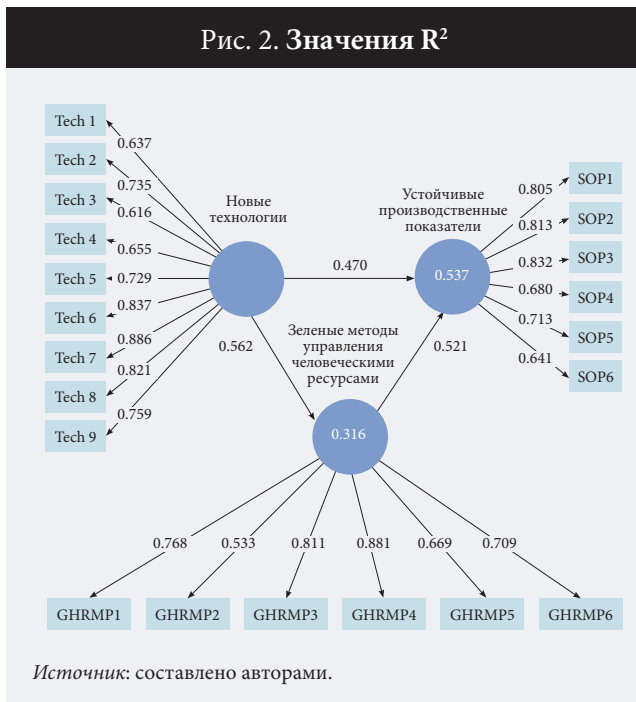 Рис. 2. Значения R²
Tech 1
Tech 2
Tech 3
Tech 4
Tech 5
Tech 6
Tech 7
Tech 8
Tech 9
0.637
0.735
0.616
0.655
0.729
0.837
0.886
0.821
0.759
Новые
технологии
0.470
0.562
Устойчивые
производственные
показатели
0.537
0.805
0.813
0.832
0.680
0.713
0.641
SOP1
SOP2
SOP3
SOP4
SOP5
SOP6
Зеленые методы
управления
человеческими
ресурсами
0.521
0.316
0.768
0.533
0.811
0.881
0.669
0.709
GHRMP1
GHRMP2
GHRMP3
GHRMP4
GHRMP5
GHRMP6
Источник: составлено авторами.